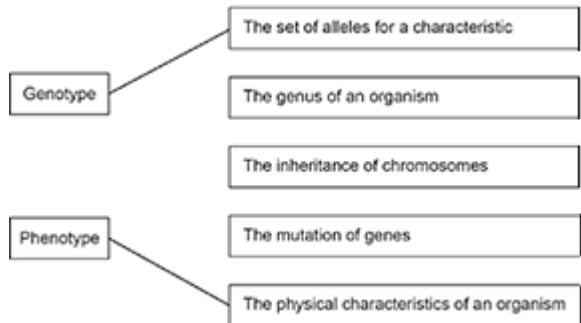 The set of alleles for a characteristic
Genotype
The genus of an organism
The inheritance of chromosomes
Phenotype
The mutation of genes
The physical characteristics of an organism